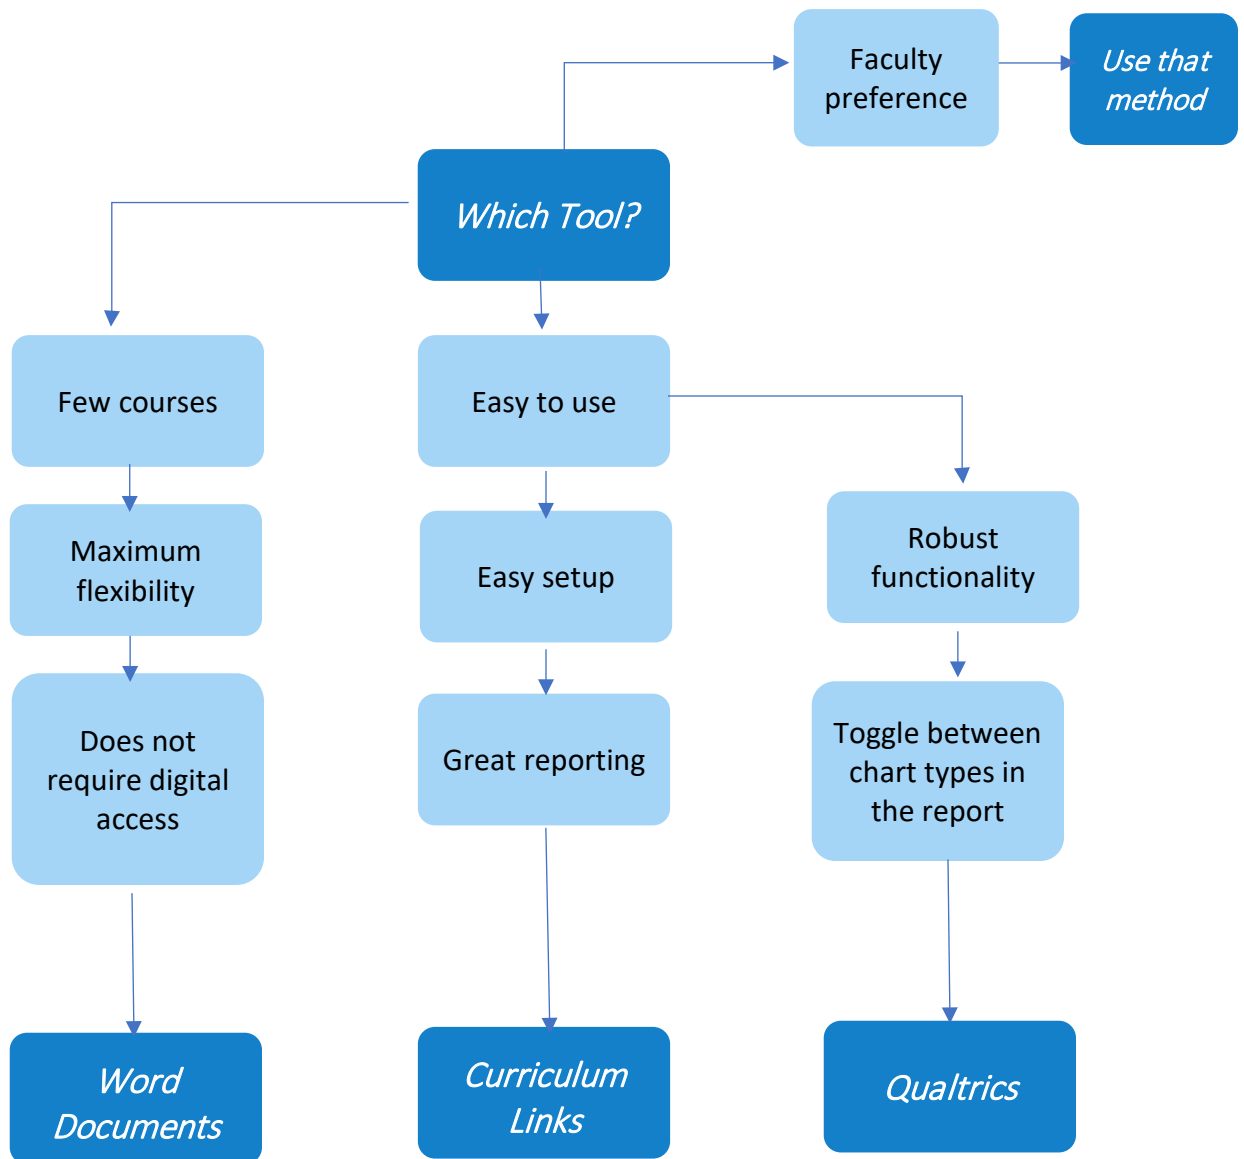 Faculty
preference
Use that
method
Which Tool?
Few courses
Easy to use
Maximum
flexibility
Easy setup
Robust
functionality
Does not
require digital
access
Great reporting
Toggle between
chart types in
the report
Word
Documents
Curriculum
Links
Qualtrics